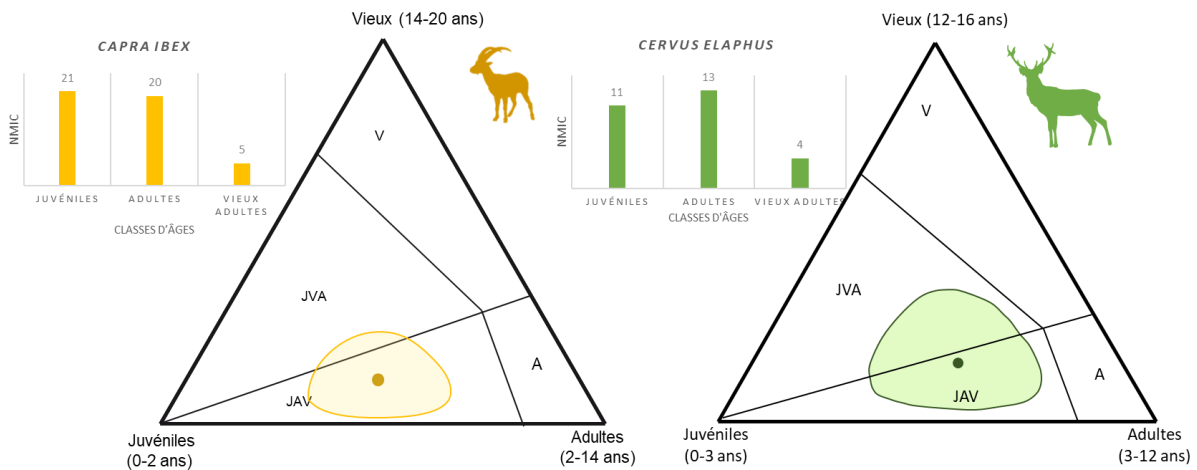 Vieux (14-20 ans)
CAPRA IBEX
21
20
5
NMIC
JUVÉNILES
ADULTES
VIEUX
ADULTES
CLASSES D'ÂGES
V
JVA
JAV
A
Juvéniles
(0-2 ans)
Adultes
(2-14 ans)
Vieux (12-16 ans)
CERVUS ELAPHUS
11
13
4
NMIC
JUVÉNILES
ADULTES
VIEUX ADULTES
CLASSES D'ÂGES
V
JVA
JAV
A
Juvéniles
(0-3 ans)
Adultes
(3-12 ans)